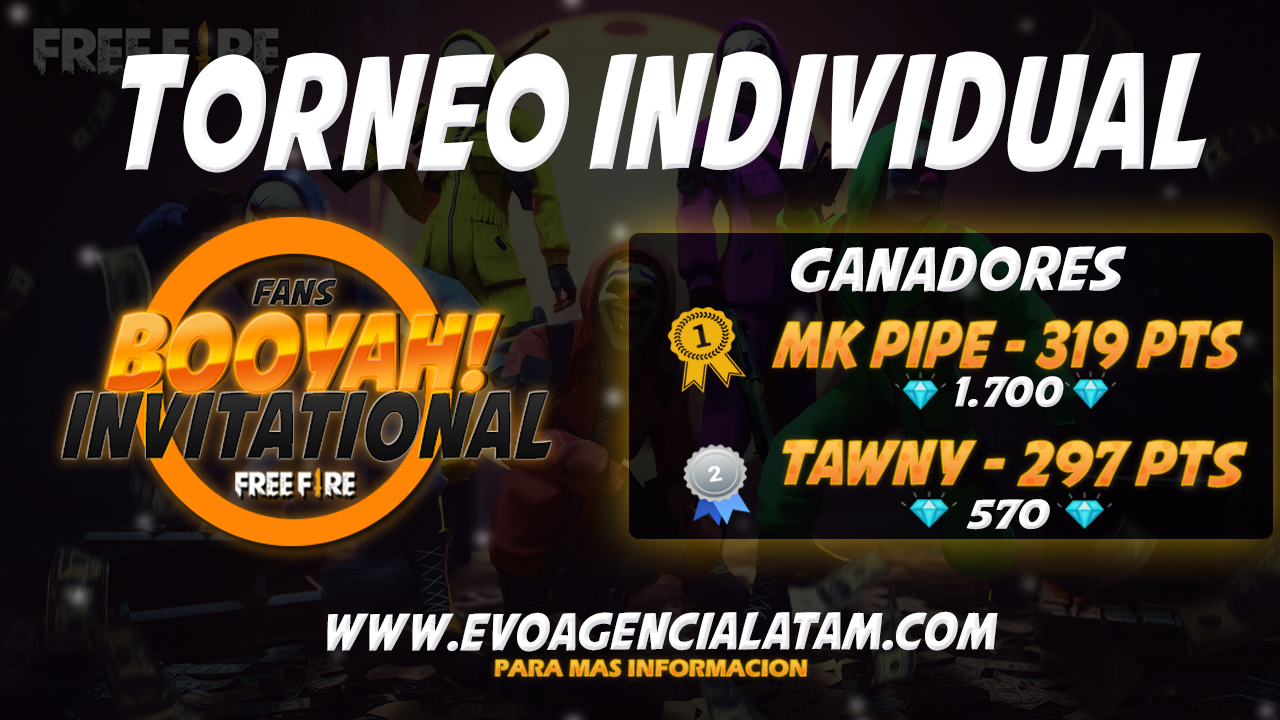 FREE FIRE
TORNEO INDIVIDUAL
FANS
BOOYAH!
INVITATIONAL
FREE FIRE
GANADORES
1
MK PIPE - 319 PTS
1.700
2
TAWNY - 297 PTS
570
WWW.EVOAGENCIALATAM.COM
PARA MAS INFORMACION